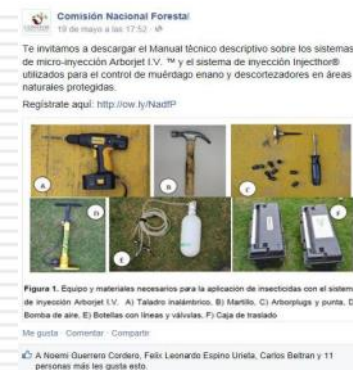 Comisión Nacional Forestal
19 de mayo a las 17:52
Te invitamos a descargar el Manual técnico descriptivo sobre los sistemas
de micro-inyección Arborjet I.V. ™ y el sistema de inyección Injecthor®
utilizados para el control de muérdago enano y descortezadores en áreas
naturales protegidas.
Regístrate aquí: http://ow.ly/NadfP
A
B
C
D
E
F
Figura 1. Equipo y materiales necesarios para la aplicación de insecticidas con el sistema
de inyección Arborjet I.V. A) Taladro inalámbrico, B) Martillo, C) Arborplugs y punta, D
Bomba de aire, E) Botellas con líneas y válvulas, F) Caja de traslado
Me gusta · Comentar · Compartir
A Noemi Guerrero Cordero, Felix Leonardo Espino Urieta, Carlos Beltran y 11
personas más les gusta esto.